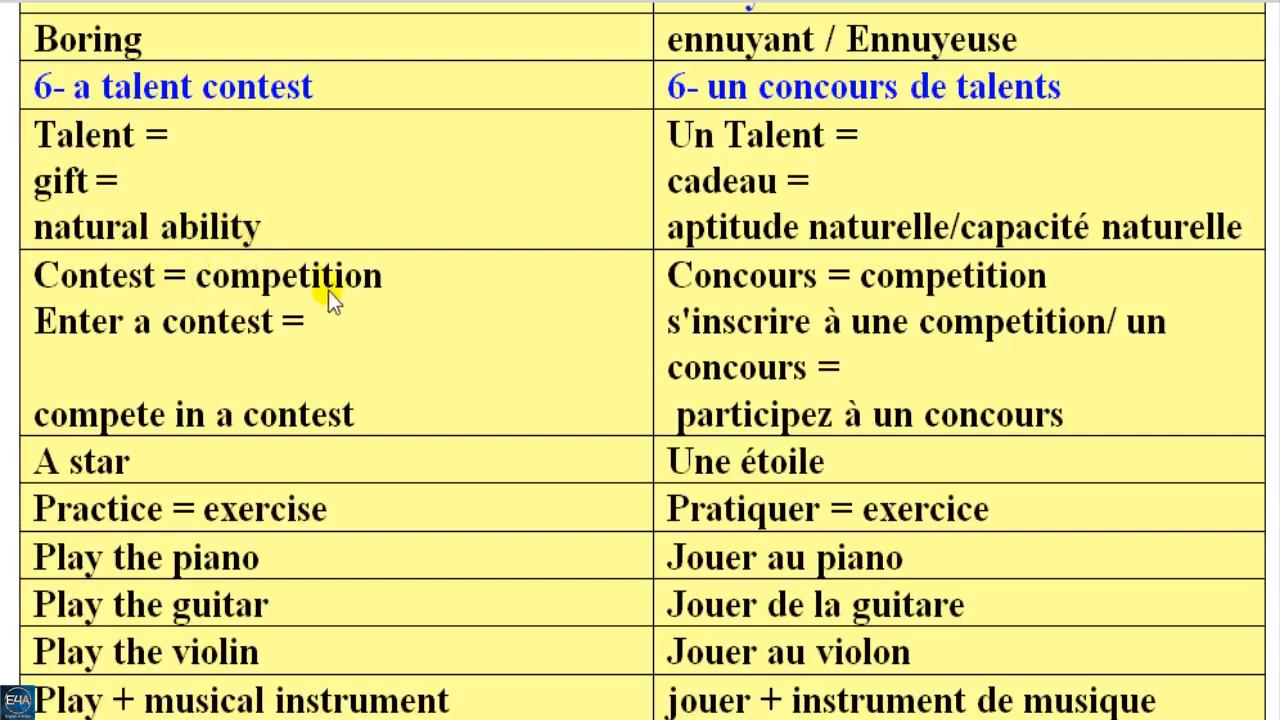 Boring
ennuyant / Ennuyeuse
6- a talent contest
6- un concours de talents
Talent =
gift =
natural ability
Un Talent =
cadeau =
aptitude naturelle/capacité naturelle
Contest = competition
Enter a contest =
compete in a contest
Concours = competition
s'inscrire à une competition/ un
concours =
participez à un concours
A star
Une étoile
Practice = exercise
Pratiquer = exercice
Play the piano
Jouer au piano
Play the guitar
Jouer de la guitare
Play the violin
Jouer au violon
Play + musical instrument
jouer + instrument de musique
E4A